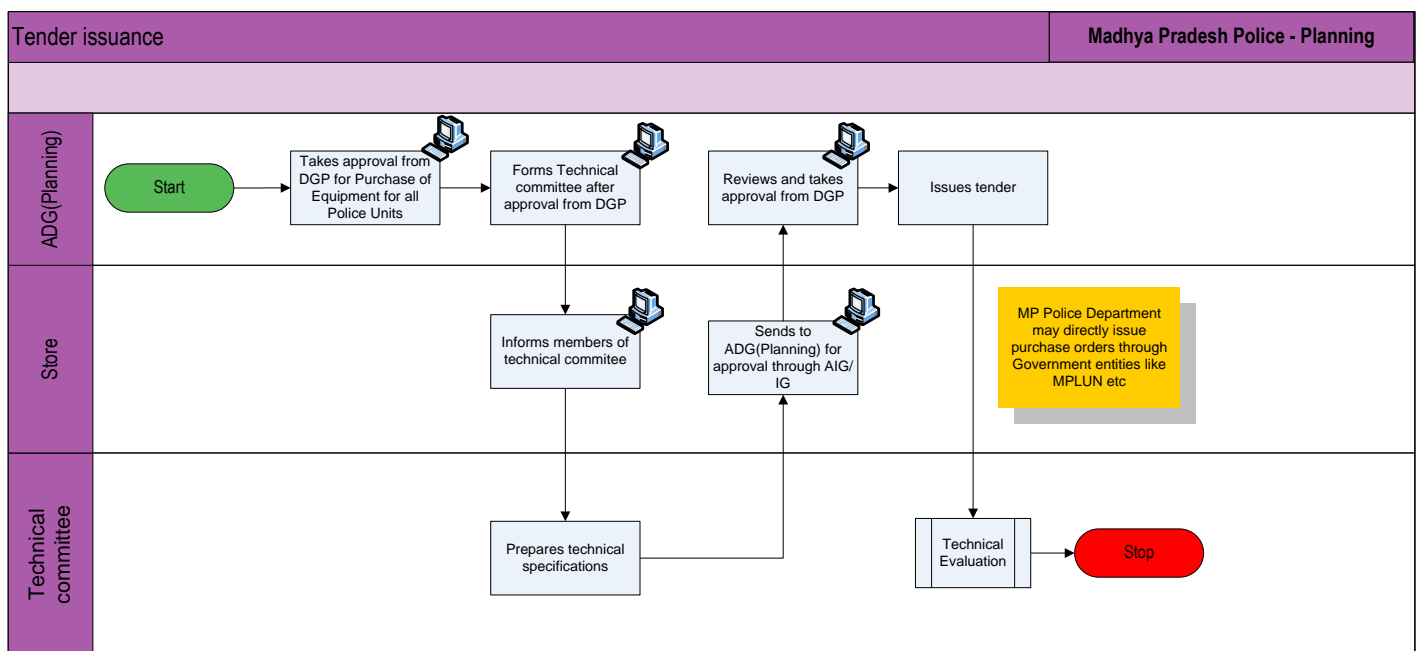 Tender issuance
Madhya Pradesh Police - Planning
ADG(Planning)
Start
Takes approval from
DGP for Purchase of
Equipment for all
Police Units
Forms Technical
committee after
approval from DGP
Reviews and takes
approval from DGP
Issues tender
Store
Informs members of
technical commitee
Sends to
ADG(Planning) for
approval through AIG/
IG
MP Police Department
may directly issue
purchase orders through
Government entities like
MPLUN etc
Technical
committee
Prepares technical
specifications
Technical
Evaluation
Stop